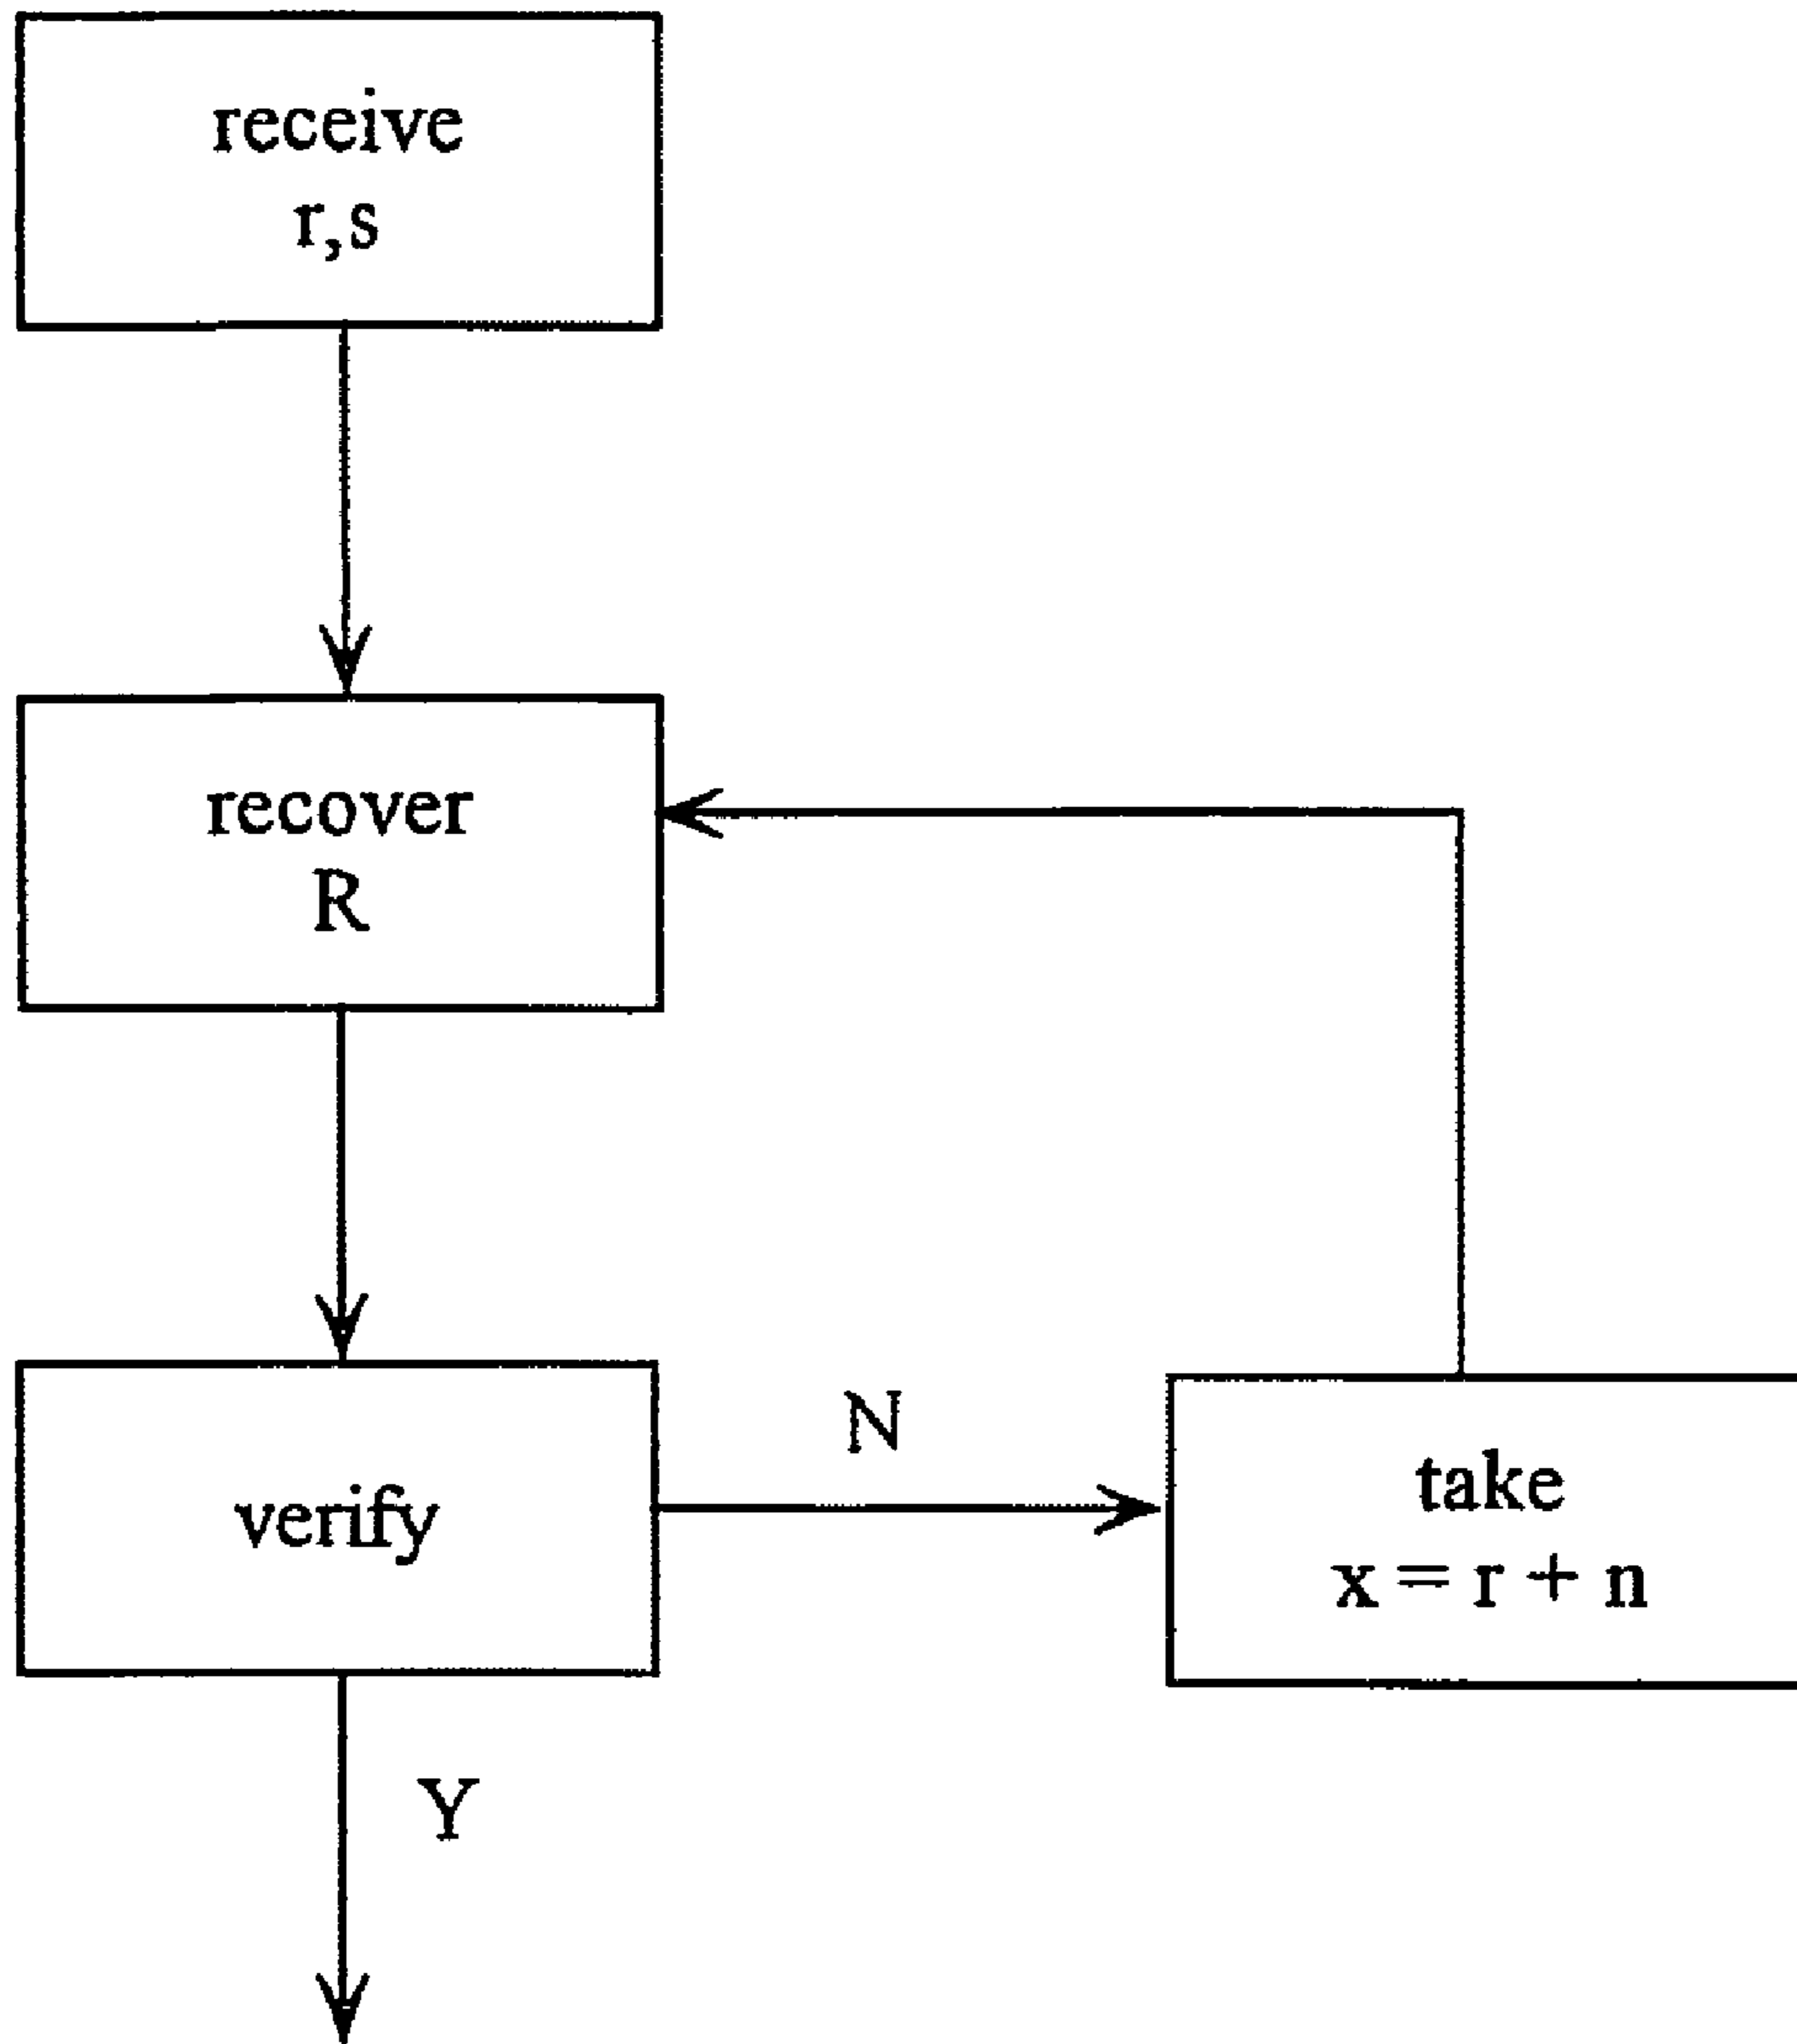 receive
r,s
recover
R
verify
N
take
x = r + n
Y